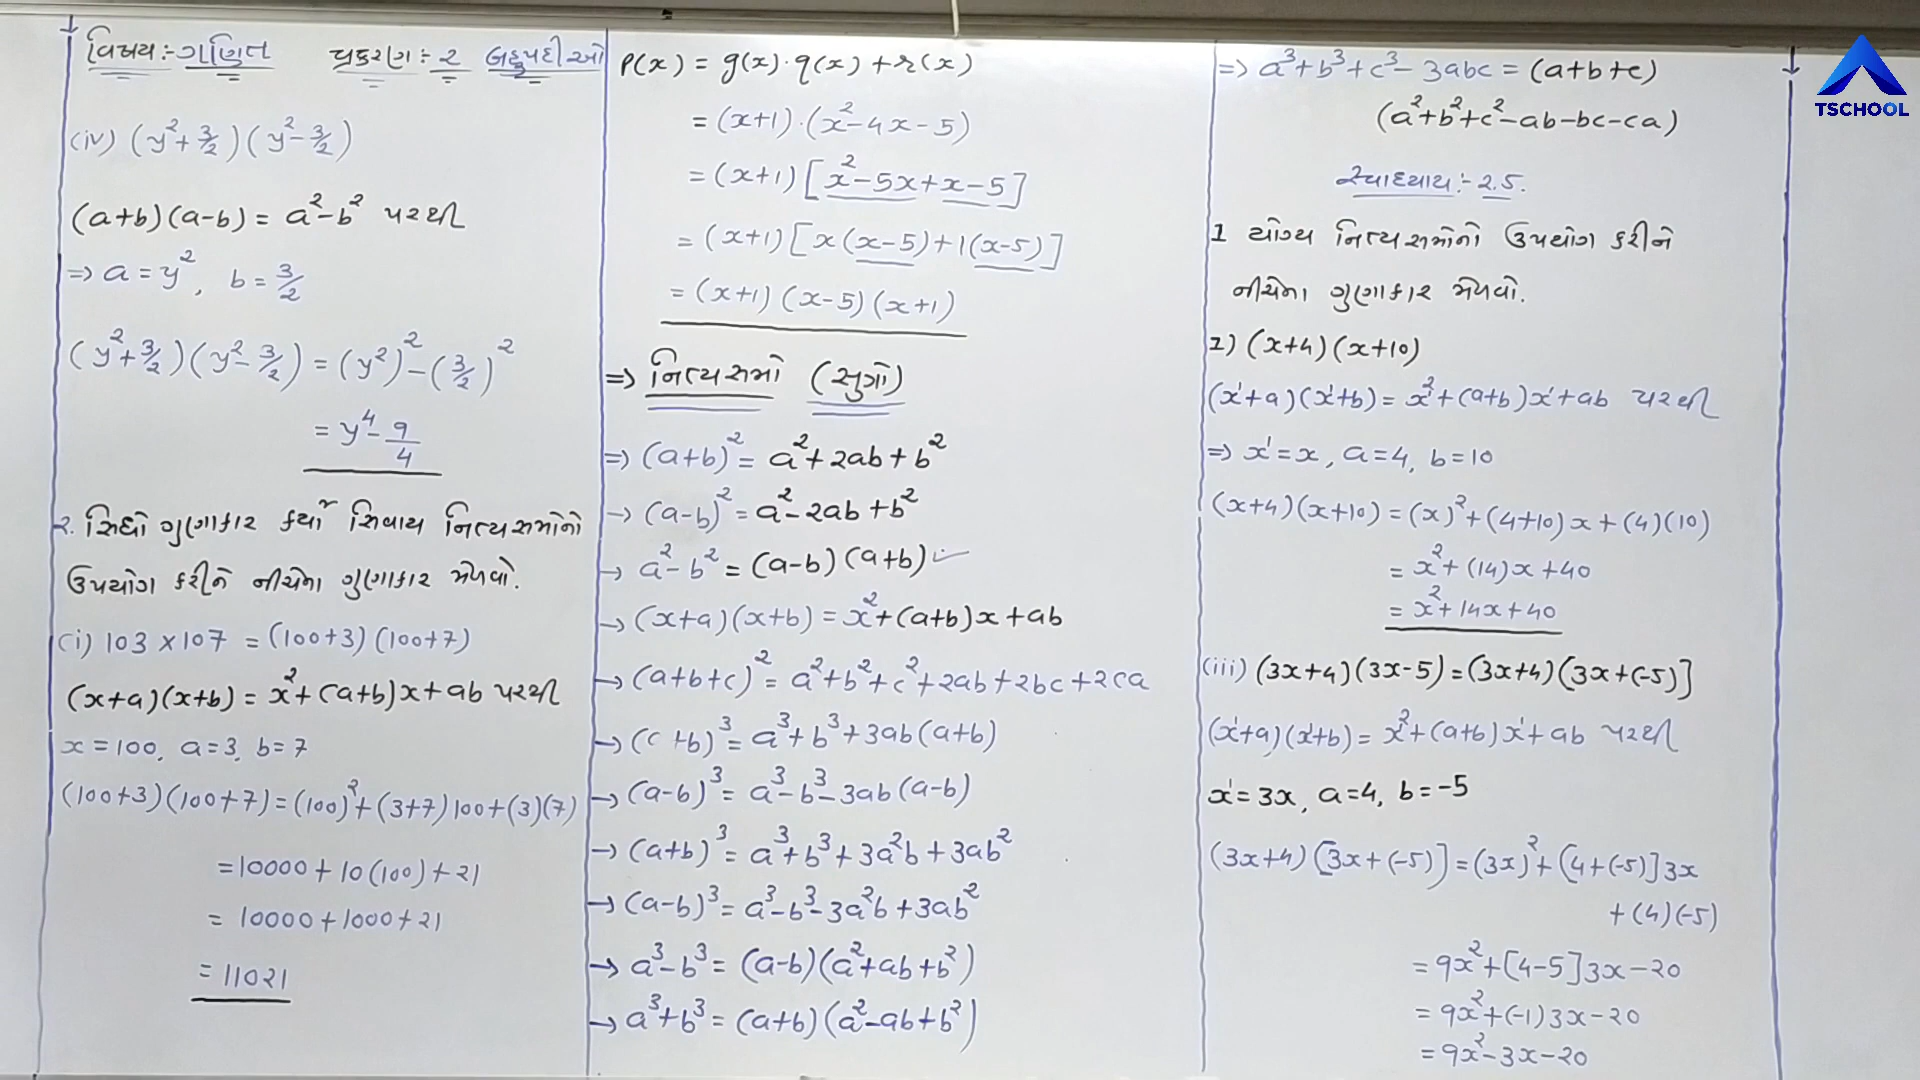 વિષય:- ગણિત પ્રકરણ:- ૨ બહુપદીઓ
(iv) (y²+3/2)(y²-3/2)
(a+b)(a-b) = a²-b² પરથી
=> a = y², b = 3/2
(y²+3/2)(y²-3/2) = (y²)²-(3/2)²
= y⁴-9/4
2. સિધો ગુણાકાર કર્યા સિવાય નિત્યસમોનો
ઉપયોગ કરીને નીચેના ગુણાકાર મેળવો.
(i) 103 x 107 = (100+3)(100+7)
(x+a)(x+b) = x²+(a+b)x+ab પરથી
x = 100, a=3, b=7
(100+3)(100+7)=(100)²+(3+7)100+(3)(7)
=10000+10(100)+21
= 10000+1000+21
= 11021
P(x) = g(x)·q(x)+r(x)
= (x+1)·(x²-4x-5)
= (x+1)[x²-5x+x-5]
= (x+1)[x(x-5)+1(x-5)]
= (x+1)(x-5)(x+1)
=> નિત્યસમો (સુત્રો)
=> (a+b)² = a²+2ab+b²
→ (a-b)² = a²-2ab+b²
→ a²-b² = (a-b)(a+b) ✓
→ (x+a)(x+b) = x²+(a+b)x+ab
→ (a+b+c)² = a²+b²+c²+2ab+2bc+2ca
→ ( +b)³ = a³+b³+3ab(a+b)
→ (a-b)³ = a³-b³-3ab(a-b)
→ (a+b)³ = a³+b³+3a²b+3ab²
→ (a-b)³ = a³-b³-3a²b+3ab²
→ a³-b³ = (a-b)(a²+ab+b²)
→ a³+b³ = (a+b)(a²-ab+b²)
=> a³+b³+c³-3abc = (a+b+c)
(a²+b²+c²-ab-bc-ca)
સ્વાધ્યાય:- 2.5.
1 યોગ્ય નિત્યસમોનો ઉપયોગ કરીને
નીચેના ગુણાકાર મેળવો.
1) (x+4)(x+10)
(x'+a)(x'+b) = x'²+(a+b)x'+ab પરથી
=> x'=x, a=4, b=10
(x+4)(x+10) = (x)²+(4+10)x+(4)(10)
= x²+(14)x+40
= x²+14x+40
(iii) (3x+4)(3x-5)=(3x+4)(3x+(-5)]
(x'+a)(x'+b) = x'²+(a+b)x'+ab પરથી
x'=3x, a=4, b=-5
(3x+4)[3x+(-5)]=(3x)²+[4+(-5)]3x
+(4)(-5)
= 9x²+[4-5]3x-20
= 9x²+(-1)3x-20
= 9x²-3x-20
TSCHOOL